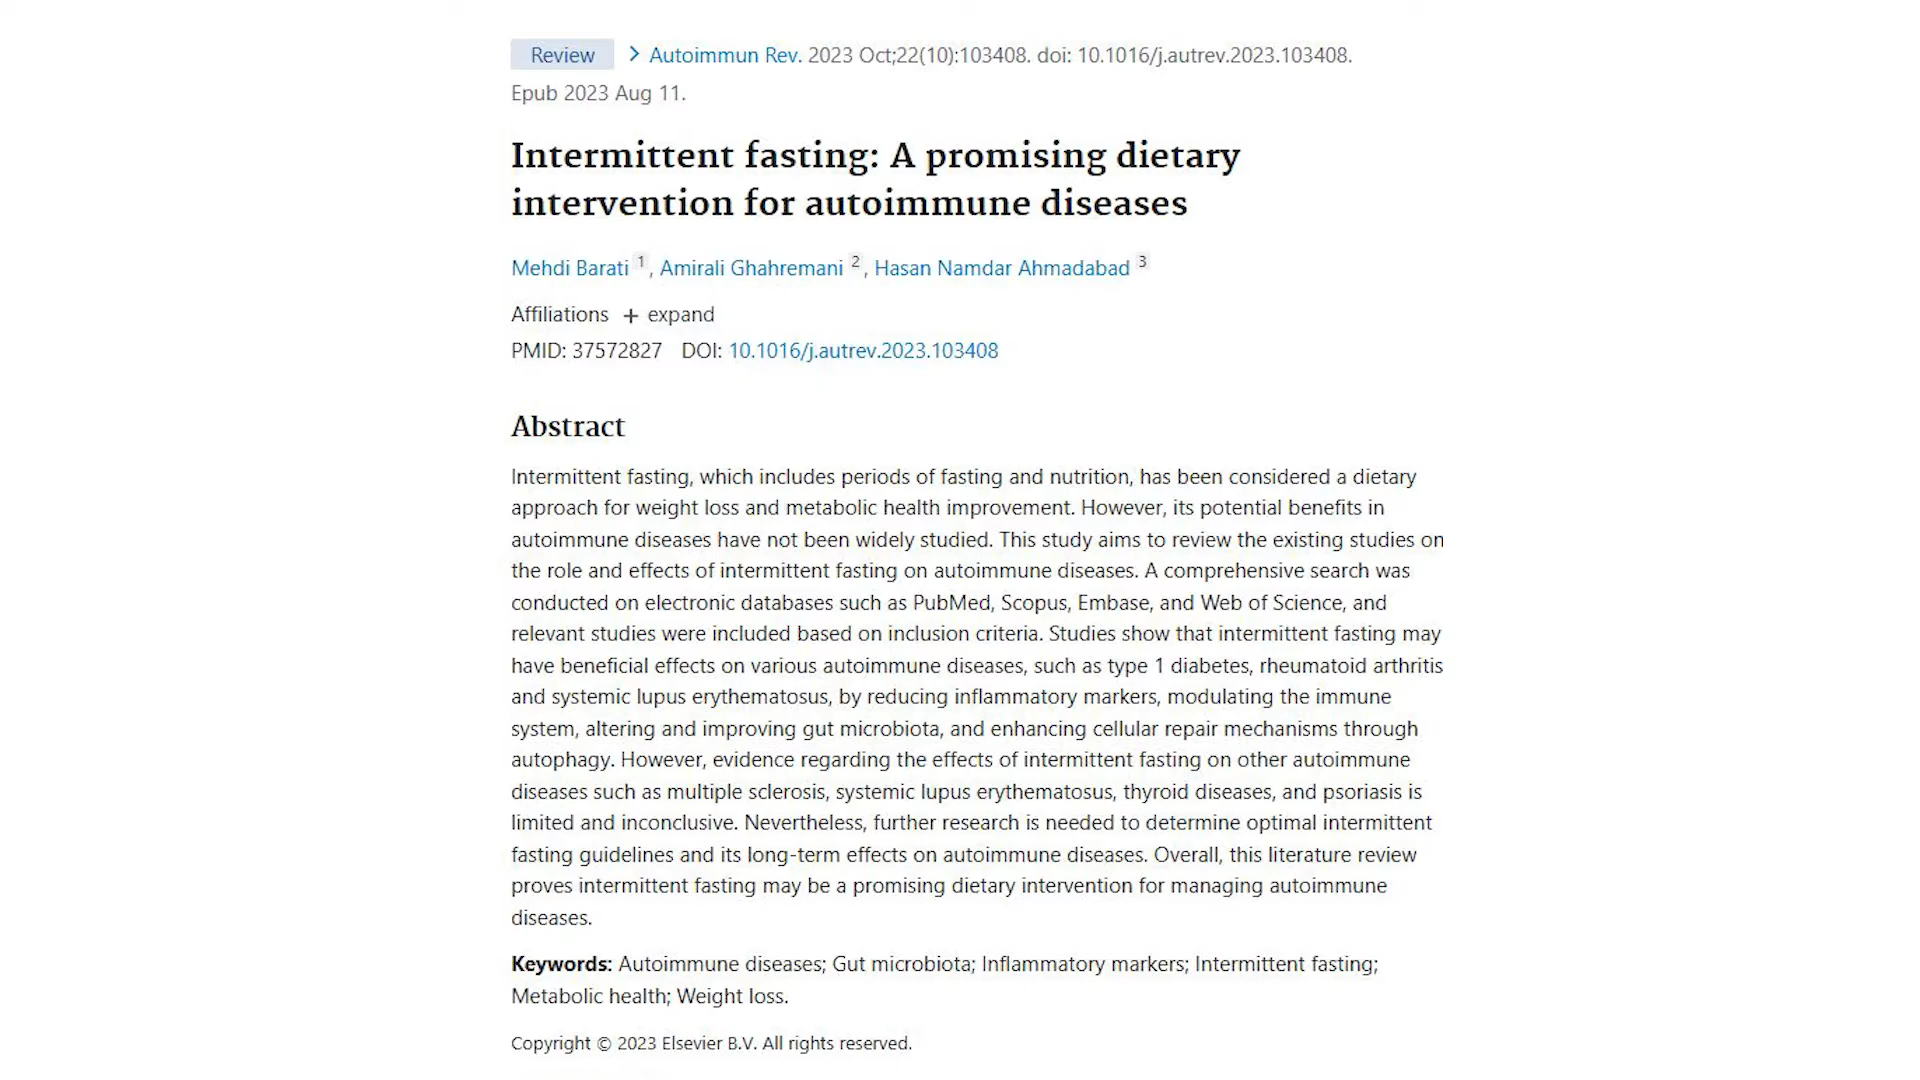 Review > Autoimmun Rev. 2023 Oct;22(10):103408. doi: 10.1016/j.autrev.2023.103408.
Epub 2023 Aug 11.
Intermittent fasting: A promising dietary
intervention for autoimmune diseases
Mehdi Barati 1, Amirali Ghahremani 2, Hasan Namdar Ahmadabad 3
Affiliations + expand
PMID: 37572827 DOI: 10.1016/j.autrev.2023.103408
Abstract
Intermittent fasting, which includes periods of fasting and nutrition, has been considered a dietary
approach for weight loss and metabolic health improvement. However, its potential benefits in
autoimmune diseases have not been widely studied. This study aims to review the existing studies on
the role and effects of intermittent fasting on autoimmune diseases. A comprehensive search was
conducted on electronic databases such as PubMed, Scopus, Embase, and Web of Science, and
relevant studies were included based on inclusion criteria. Studies show that intermittent fasting may
have beneficial effects on various autoimmune diseases, such as type 1 diabetes, rheumatoid arthritis
and systemic lupus erythematosus, by reducing inflammatory markers, modulating the immune
system, altering and improving gut microbiota, and enhancing cellular repair mechanisms through
autophagy. However, evidence regarding the effects of intermittent fasting on other autoimmune
diseases such as multiple sclerosis, systemic lupus erythematosus, thyroid diseases, and psoriasis is
limited and inconclusive. Nevertheless, further research is needed to determine optimal intermittent
fasting guidelines and its long-term effects on autoimmune diseases. Overall, this literature review
proves intermittent fasting may be a promising dietary intervention for managing autoimmune
diseases.
Keywords: Autoimmune diseases; Gut microbiota; Inflammatory markers; Intermittent fasting;
Metabolic health; Weight loss.
Copyright © 2023 Elsevier B.V. All rights reserved.